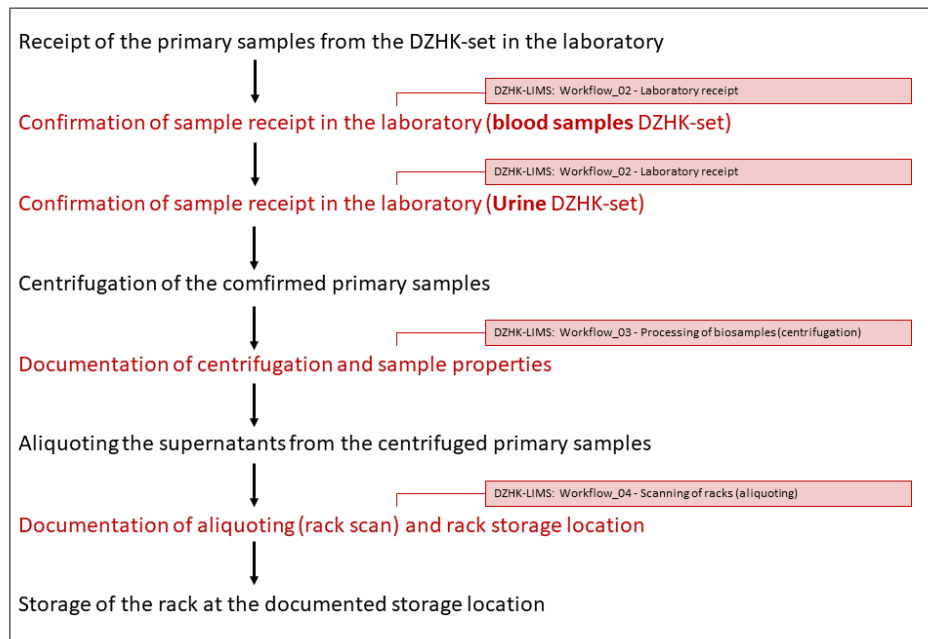 Receipt of the primary samples from the DZHK-set in the laboratory
DZHK-LIMS: Workflow_02 - Laboratory receipt
Confirmation of sample receipt in the laboratory (blood samples DZHK-set)
DZHK-LIMS: Workflow_02 - Laboratory receipt
Confirmation of sample receipt in the laboratory (Urine DZHK-set)
Centrifugation of the comfirmed primary samples
DZHK-LIMS: Workflow_03 - Processing of biosamples (centrifugation)
Documentation of centrifugation and sample properties
Aliquoting the supernatants from the centrifuged primary samples
DZHK-LIMS: Workflow_04 - Scanning of racks (aliquoting)
Documentation of aliquoting (rack scan) and rack storage location
Storage of the rack at the documented storage location